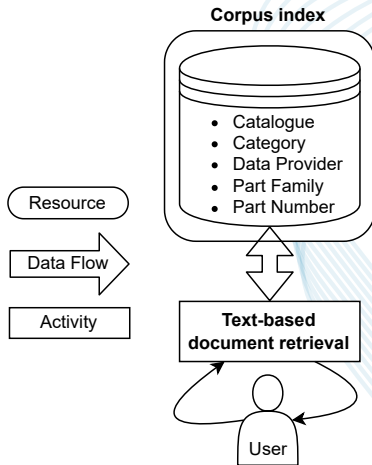 Corpus index
• Catalogue
• Category
• Data Provider
• Part Family
• Part Number
Resource
Data Flow
Activity
Text-based
document retrieval
User